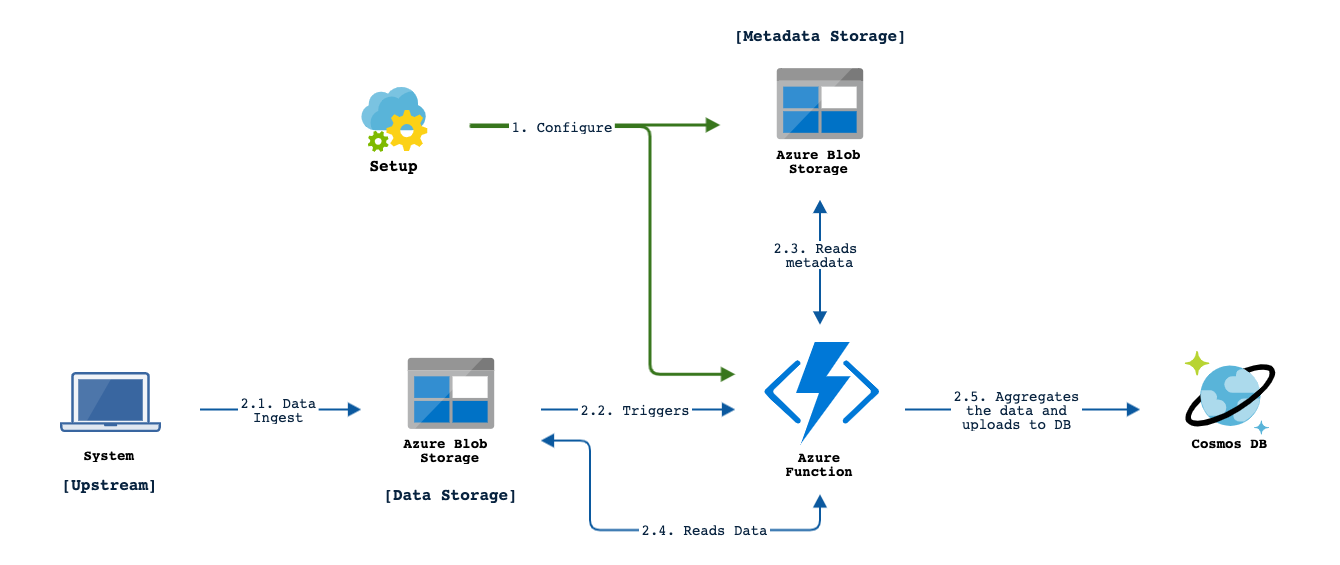 [Metadata Storage]
1. Configure
Setup
Azure Blob
Storage
2.3. Reads
metadata
2.1. Data
Ingest
2.2. Triggers
2.5. Aggregates
the data and
uploads to DB
System
[Upstream]
Azure Blob
Storage
[Data Storage]
Azure
Function
Cosmos DB
2.4. Reads Data